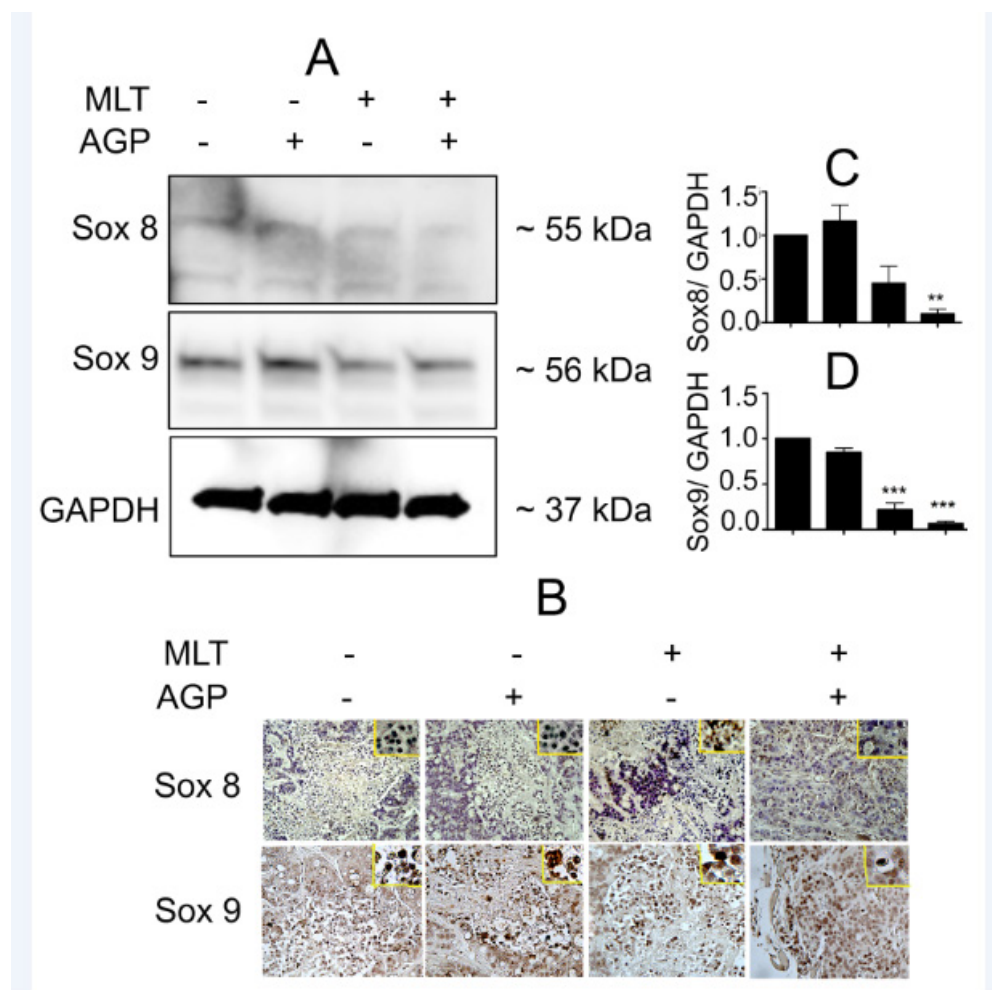 A
MLT - - + +
AGP - + - +
Sox 8 ~ 55 kDa
Sox 9 ~ 56 kDa
GAPDH ~ 37 kDa
C
Sox8/ GAPDH
1.5
1.0
0.5
0.0
**
D
Sox9/ GAPDH
1.5
1.0
0.5
0.0
*** ***
B
MLT - - + +
AGP - + - +
Sox 8
Sox 9